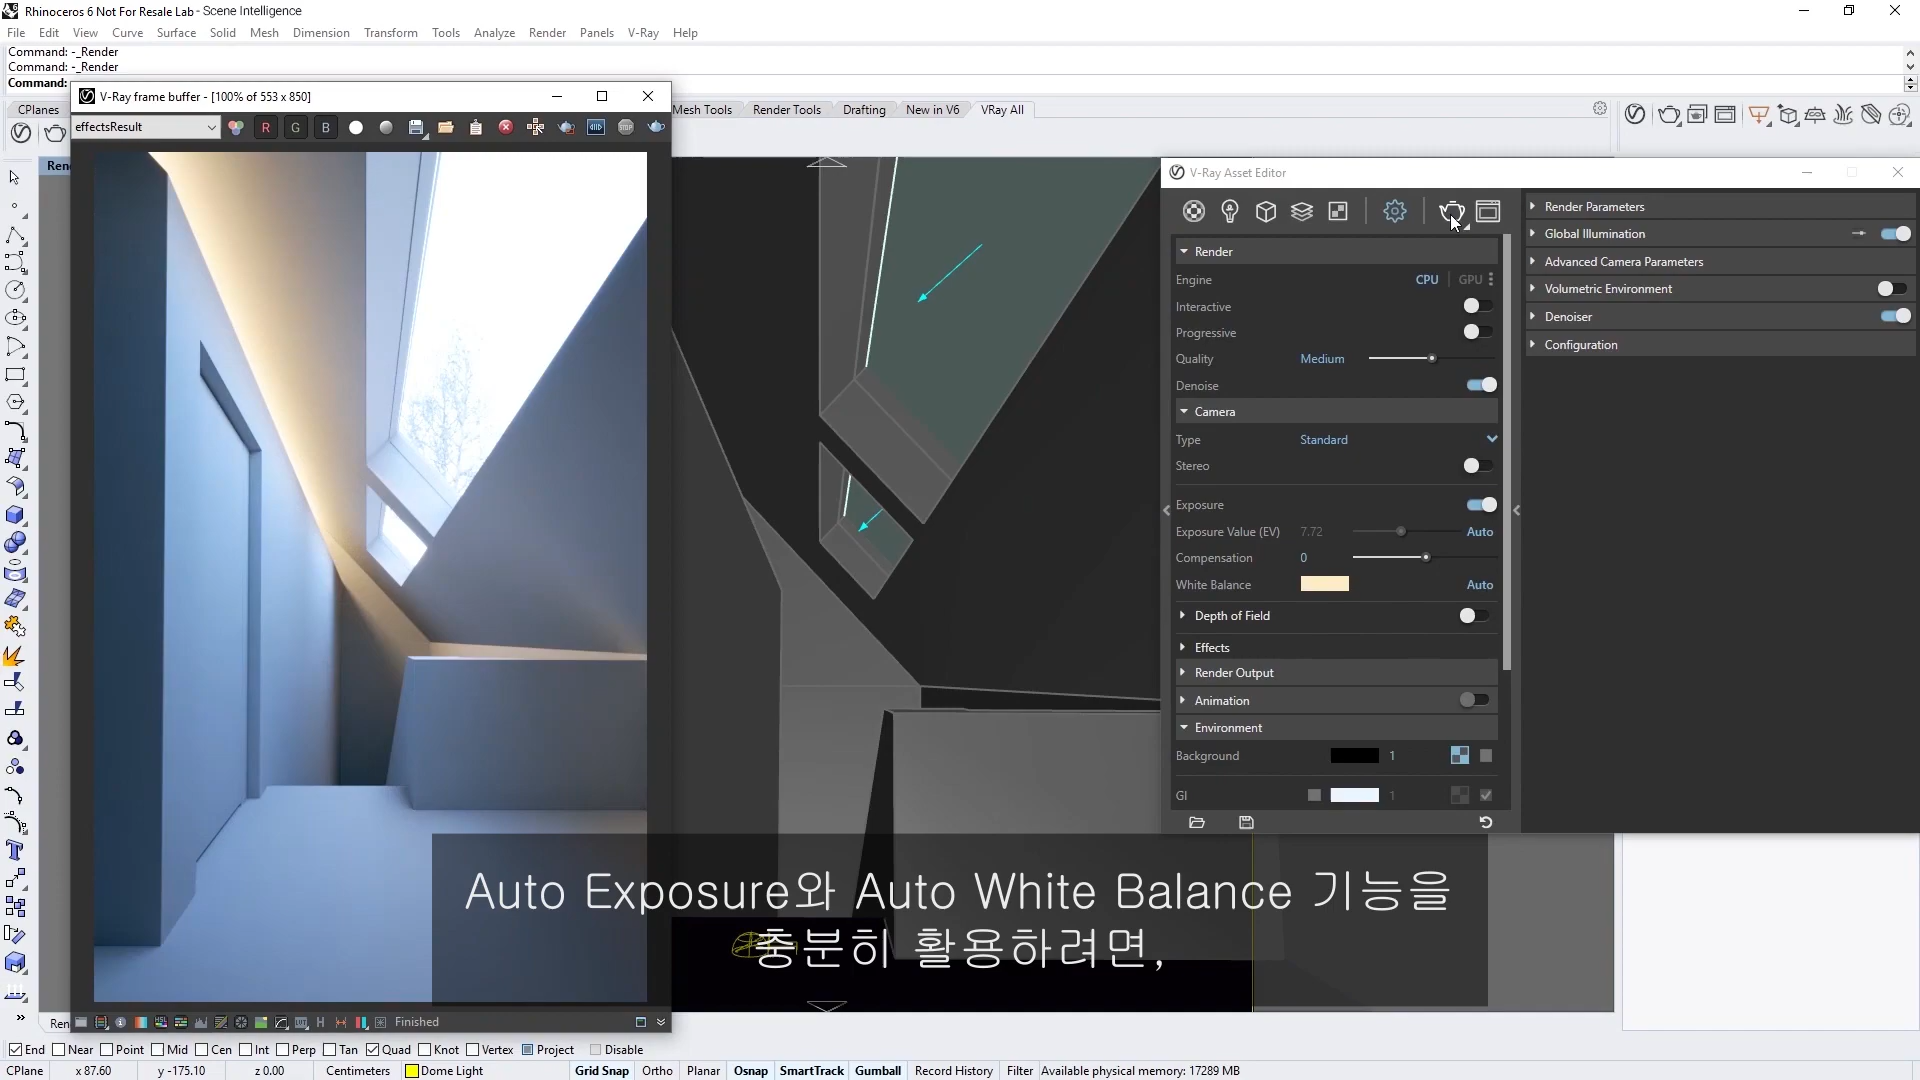 Rhinoceros 6 Not For Resale Lab - Scene Intelligence
File Edit View Curve Surface Solid Mesh Dimension Transform Tools Analyze Render Panels V-Ray Help
Command: -_Render
Command: -_Render
Command:
V-Ray frame buffer - [100% of 553 x 850]
CPlanes
Mesh Tools Render Tools Drafting New in V6 VRay All
effectsResult
R G B
Ren
V-Ray Asset Editor
Render
Engine CPU GPU
Interactive
Progressive
Quality Medium
Denoise
Camera
Type Standard
Stereo
Exposure
Exposure Value (EV) 7.72 Auto
Compensation 0
White Balance Auto
Depth of Field
Effects
Render Output
Animation
Environment
Background 1
GI 1
Render Parameters
Global Illumination
Advanced Camera Parameters
Volumetric Environment
Denoiser
Configuration
Auto Exposure와 Auto White Balance 기능을
충분히 활용하려면,
Ren
H Finished
End Near Point Mid Cen Int Perp Tan Quad Knot Vertex Project Disable
CPlane x 87.60 y -175.10 z 0.00 Centimeters Dome Light Grid Snap Ortho Planar Osnap SmartTrack Gumball Record History Filter Available physical memory: 17289 MB